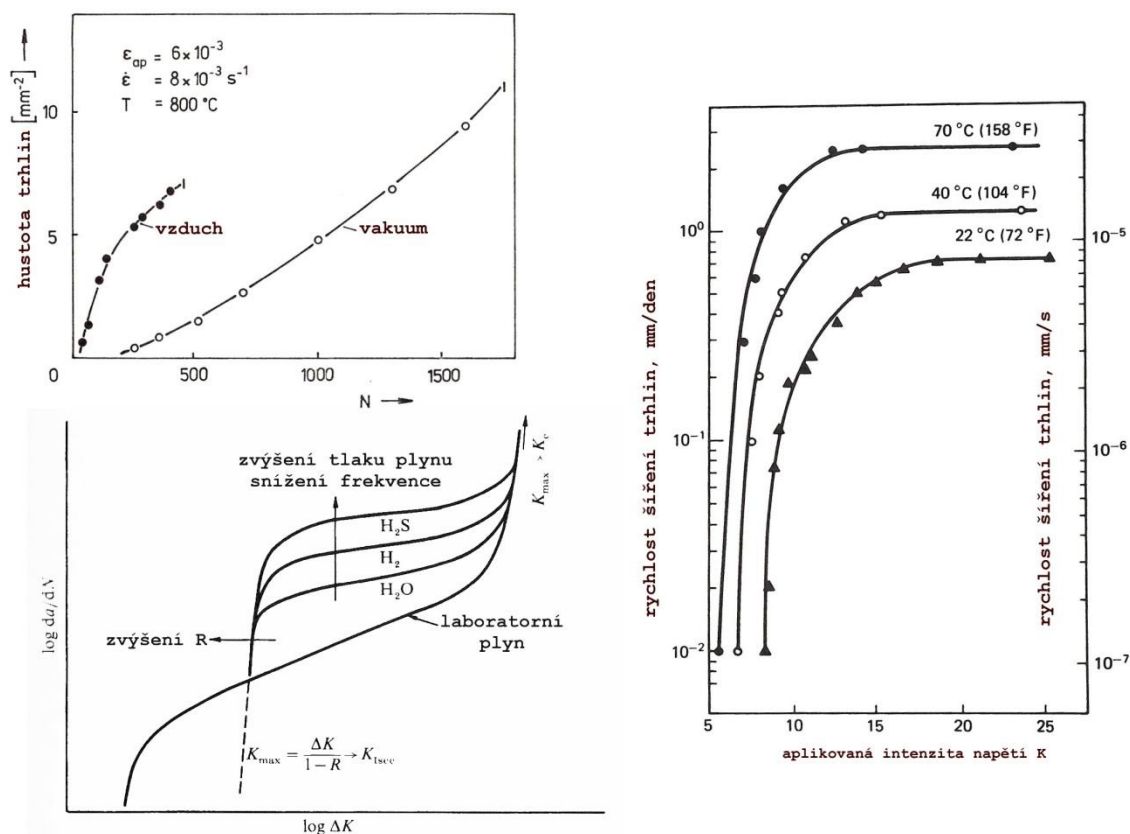 hustota trhlin [mm⁻²]
ε_ap = 6×10⁻³
ε̇ = 8×10⁻³ s⁻¹
T = 800 °C
10
5
0
vzduch
vakuum
500
1000
1500
N
log da/dN
zvýšení tlaku plynu
snížení frekvence
H₂S
H₂
H₂O
K_max → K_c
laboratorní
plyn
zvýšení R
K_max = ΔK / 1−R → K_Iscc
log ΔK
rychlost šíření trhlin, mm/den
10⁰
10⁻¹
10⁻²
70 °C (158 °F)
40 °C (104 °F)
22 °C (72 °F)
rychlost šíření trhlin, mm/s
10⁻⁵
10⁻⁶
10⁻⁷
5
10
15
20
25
aplikovaná intenzita napětí K